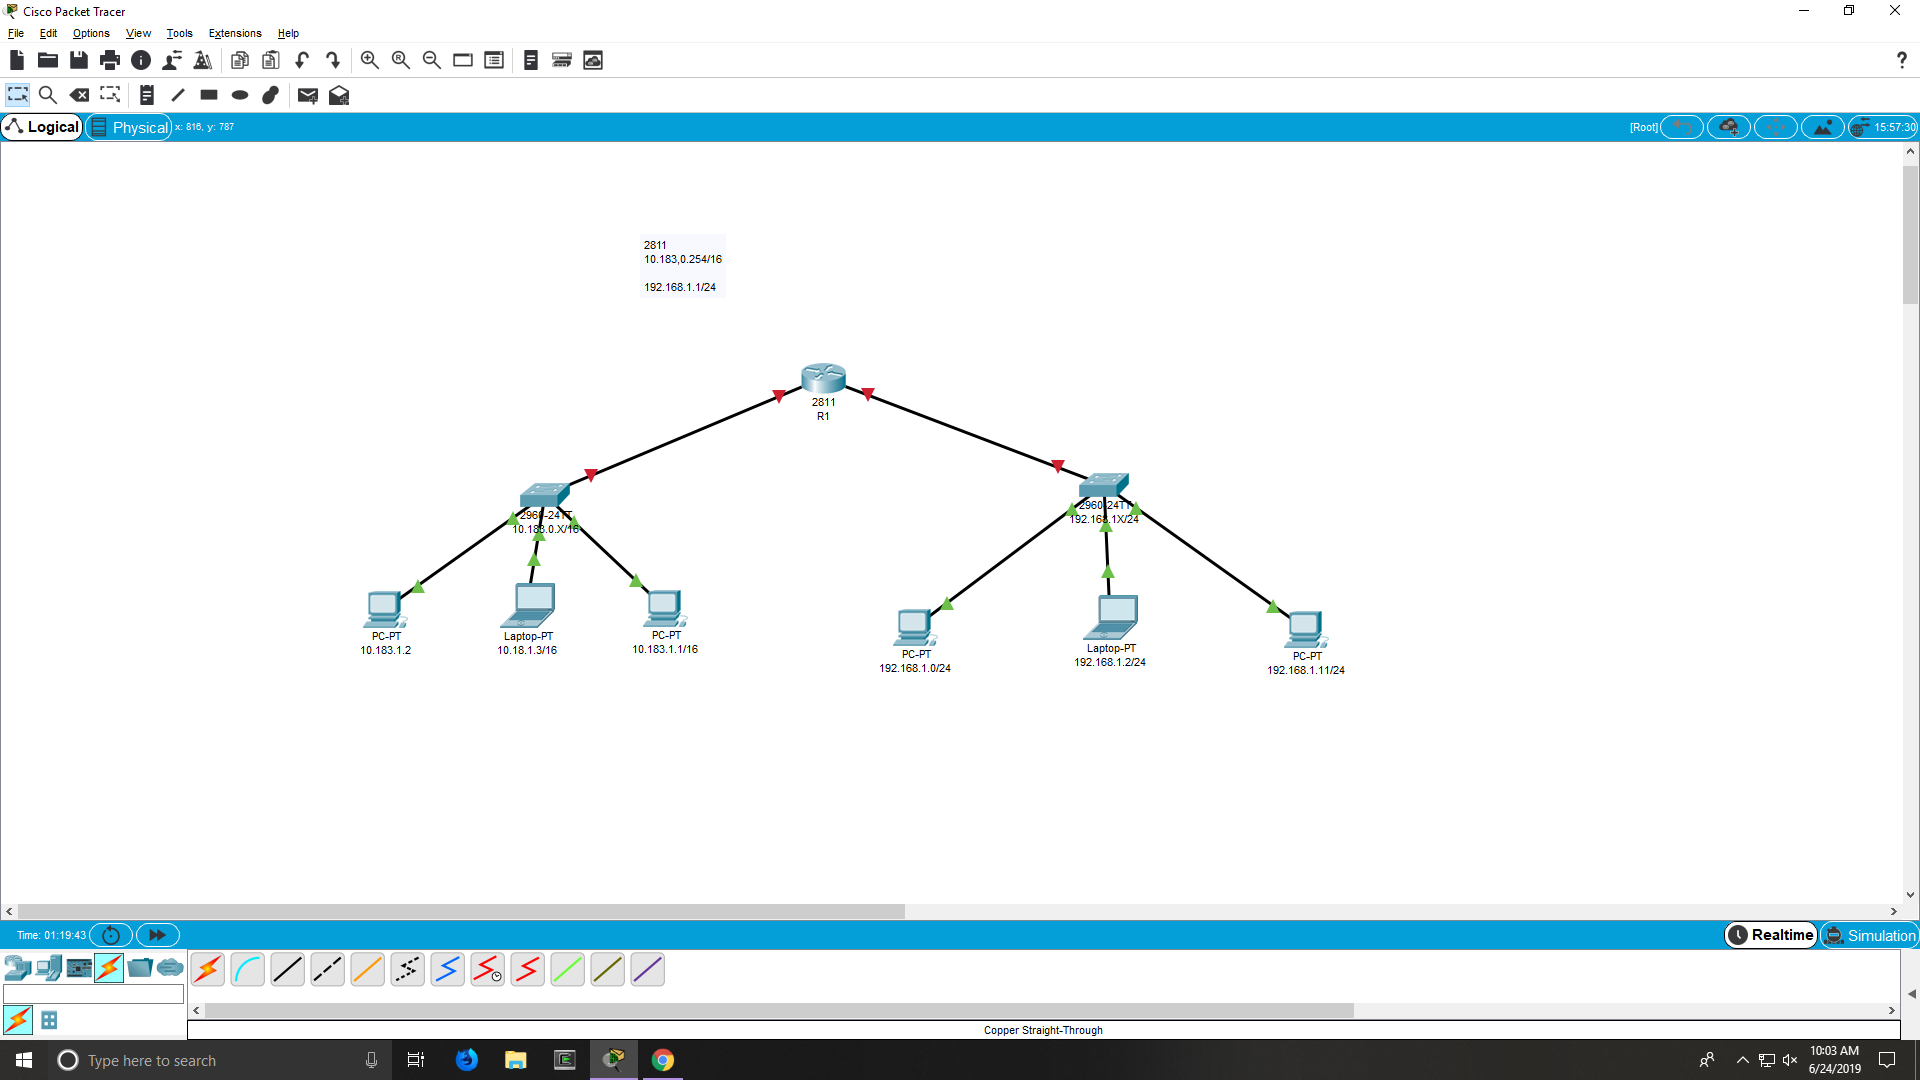 Cisco Packet Tracer
File Edit Options View Tools Extensions Help
?
Logical Physical x: 816, y: 787 [Root] 15:57:30
2811
10.183,0.254/16
192.168.1.1/24
2811
R1
2960-24TT
10.183.0.X/16
2960-24TT
192.168.1X/24
PC-PT
10.183.1.2
Laptop-PT
10.18.1.3/16
PC-PT
10.183.1.1/16
PC-PT
192.168.1.0/24
Laptop-PT
192.168.1.2/24
PC-PT
192.168.1.11/24
Time: 01:19:43 Realtime Simulation
Copper Straight-Through
Type here to search
10:03 AM
6/24/2019